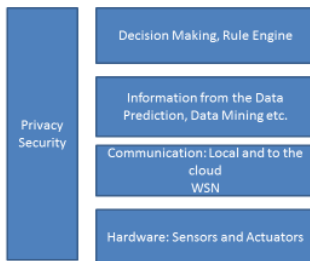 Privacy
Security
Decision Making, Rule Engine
Information from the Data
Prediction, Data Mining etc.
Communication: Local and to the
cloud
WSN
Hardware: Sensors and Actuators